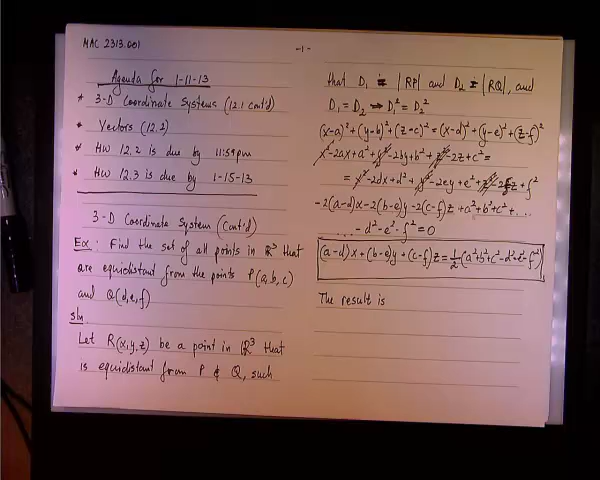 MAC 2313.001
-1-
Agenda for 1-11-13
* 3-D Coordinate Systems (12.1 cont'd)
* Vectors (12.2)
* HW 12.2 is due by 11:59pm
* HW 12.3 is due by 1-15-13
3-D Coordinate System (cont'd)
Ex: Find the set of all points in ℝ³ that
are equidistant from the points P(a,b,c)
and Q(d,e,f)
Sln.
Let R(x,y,z) be a point in ℝ³ that
is equidistant from P & Q, such
that D₁ = |RP| and D₂ = |RQ|, and
D₁ = D₂ ⇒ D₁² = D₂²
(x-a)²+(y-b)²+(z-c)² = (x-d)²+(y-e)²+(z-f)²
x²-2ax+a²+y²-2by+b²+z²-2z+c² =
= x²-2dx+d²+y²-2ey+e²+z²-2fz+f²
-2(a-d)x-2(b-e)y-2(c-f)z+a²+b²+c²+...
...-d²-e²-f²=0
(a-d)x+(b-e)y+(c-f)z=½(a²+b²+c²-d²-e²-f²)
The result is